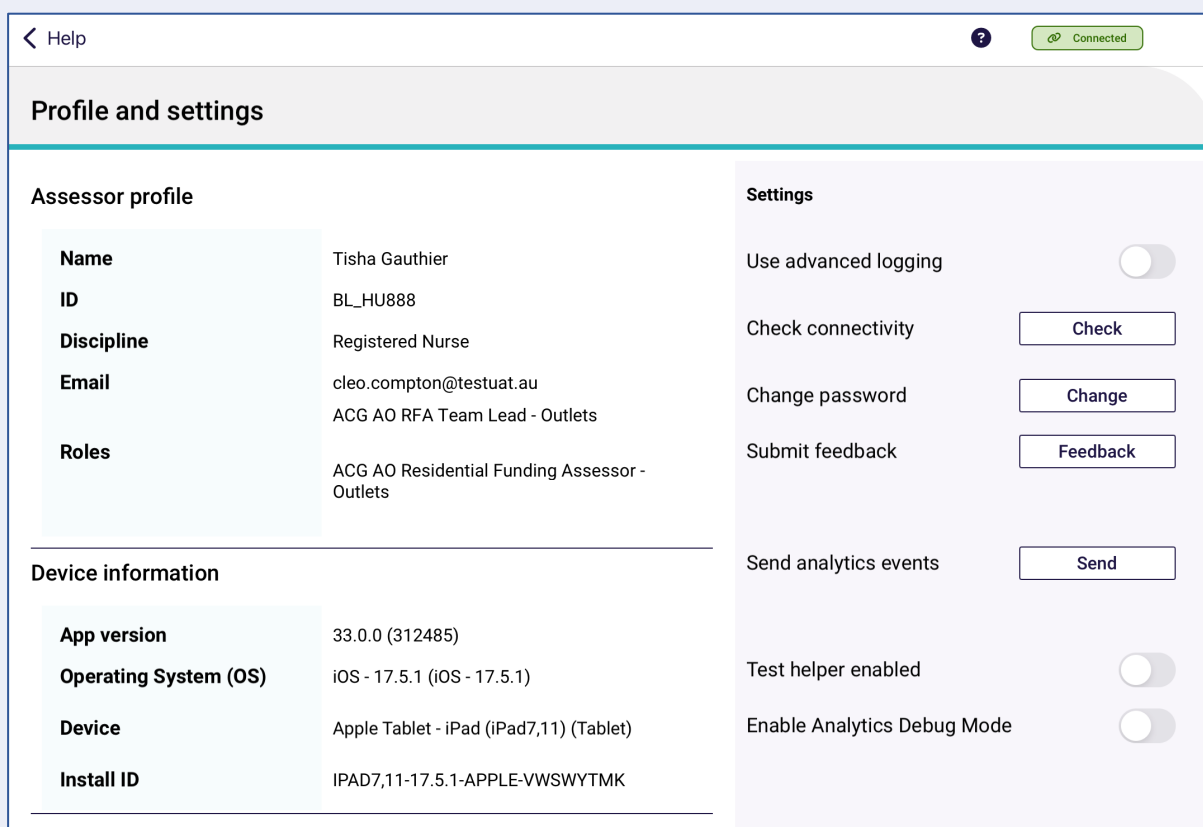 Help
?
Connected
Profile and settings
Assessor profile
Name Tisha Gauthier
ID BL_HU888
Discipline Registered Nurse
Email cleo.compton@testuat.au
ACG AO RFA Team Lead - Outlets
Roles
ACG AO Residential Funding Assessor -
Outlets
Device information
App version 33.0.0 (312485)
Operating System (OS) iOS - 17.5.1 (iOS - 17.5.1)
Device Apple Tablet - iPad (iPad7,11) (Tablet)
Install ID IPAD7,11-17.5.1-APPLE-VWSWYTMK
Settings
Use advanced logging
Check connectivity Check
Change password Change
Submit feedback Feedback
Send analytics events Send
Test helper enabled
Enable Analytics Debug Mode